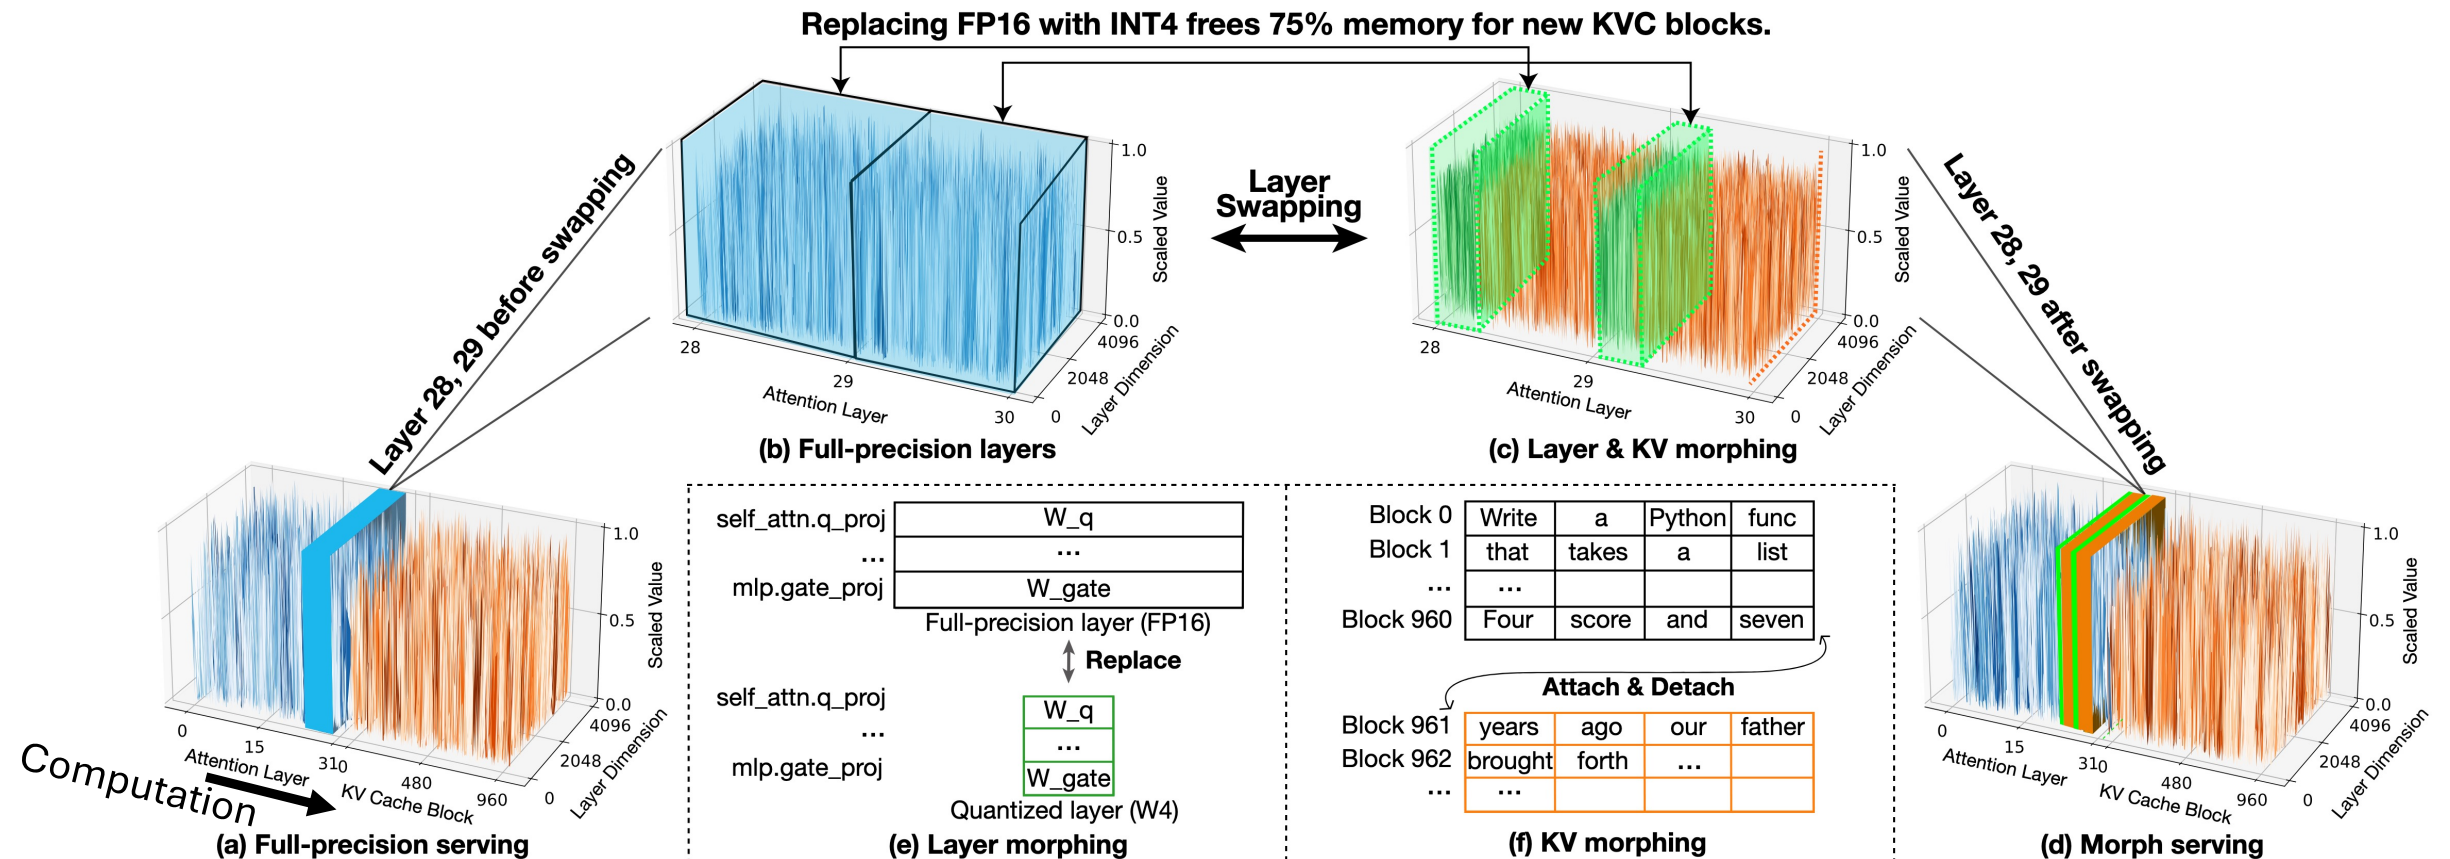 Replacing FP16 with INT4 frees 75% memory for new KVC blocks.
Layer 28, 29 before swapping
1.0
0.5
0.0
Scaled Value
4096
2048
0
Layer Dimension
28
29
30
Attention Layer
(b) Full-precision layers
Layer
Swapping
1.0
0.5
0.0
Scaled Value
4096
2048
0
Layer Dimension
28
29
30
Attention Layer
(c) Layer & KV morphing
Layer 28, 29 after swapping
1.0
0.5
0.0
Scaled Value
4096
2048
0
Layer Dimension
0
15
310
480
960
Attention Layer
KV Cache Block
Computation
(a) Full-precision serving
self_attn.q_proj
W_q
...
...
mlp.gate_proj
W_gate
Full-precision layer (FP16)
Replace
self_attn.q_proj
W_q
...
...
mlp.gate_proj
W_gate
Quantized layer (W4)
(e) Layer morphing
Block 0 Write a Python func
Block 1 that takes a list
... ...
Block 960 Four score and seven
Attach & Detach
Block 961 years ago our father
Block 962 brought forth ...
... ...
(f) KV morphing
1.0
0.5
0.0
Scaled Value
4096
2048
0
Layer Dimension
0
15
310
480
960
Attention Layer
KV Cache Block
(d) Morph serving